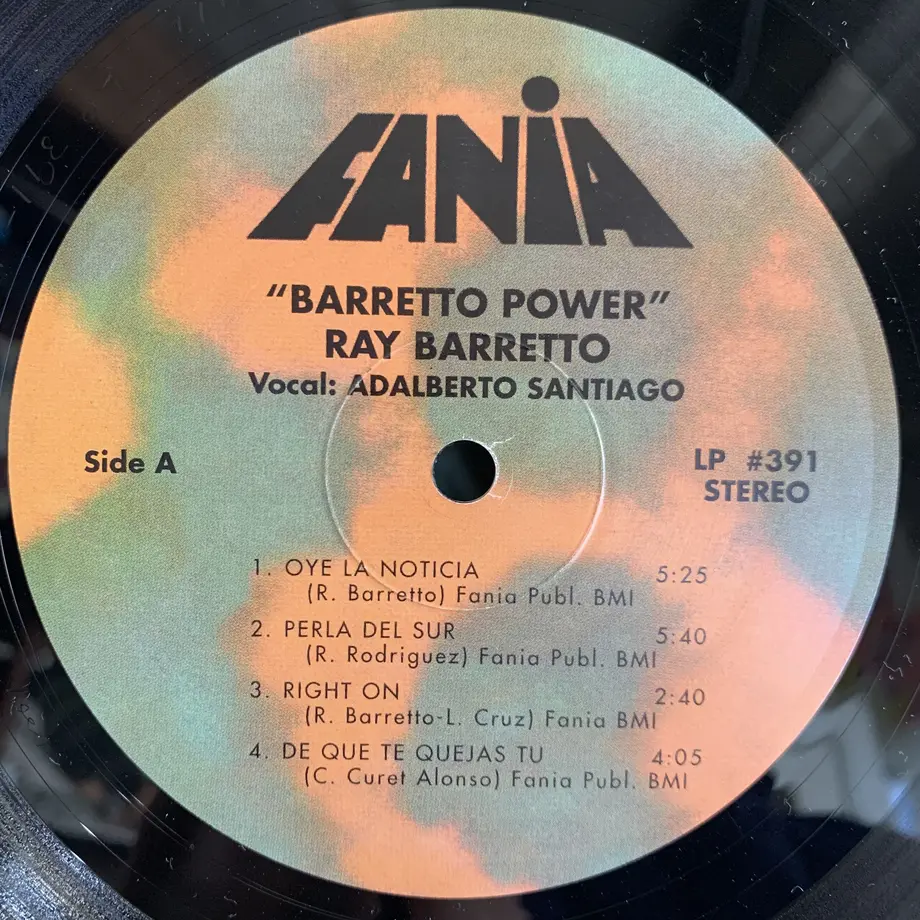 FANIA
"BARRETTO POWER"
RAY BARRETTO
Vocal: ADALBERTO SANTIAGO
Side A
LP #391
STEREO
1. OYE LA NOTICIA 5:25
(R. Barretto) Fania Publ. BMI
2. PERLA DEL SUR 5:40
(R. Rodriguez) Fania Publ. BMI
3. RIGHT ON 2:40
(R. Barretto-L. Cruz) Fania BMI
4. DE QUE TE QUEJAS TU 4:05
(C. Curet Alonso) Fania Publ. BMI